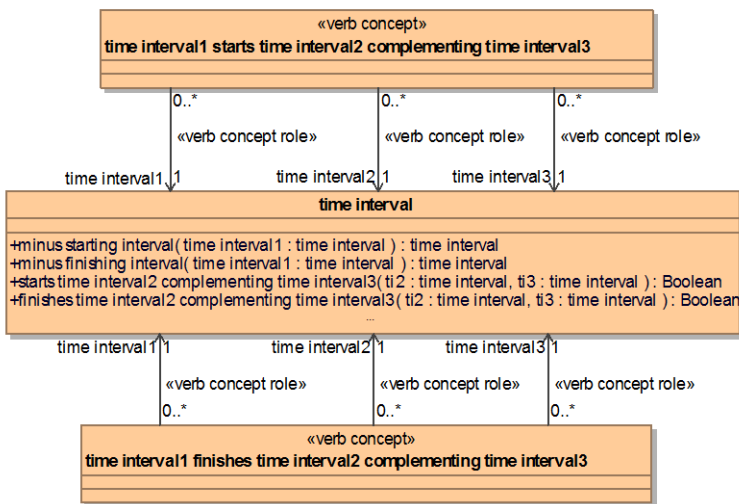 «verb concept»
time interval1 starts time interval2 complementing time interval3
0..* 0..* 0..*
«verb concept role» «verb concept role» «verb concept role»
time interval1 1 time interval2 1 time interval3 1
time interval
+minus starting interval( time interval1 : time interval ) : time interval
+minus finishing interval( time interval1 : time interval ) : time interval
+starts time interval2 complementing time interval3( ti2 : time interval, ti3 : time interval ) : Boolean
+finishes time interval2 complementing time interval3( ti2 : time interval, ti3 : time interval ) : Boolean
...
time interval1 1 time interval2 1 time interval3 1
«verb concept role» «verb concept role» «verb concept role»
0..* 0..* 0..*
«verb concept»
time interval1 finishes time interval2 complementing time interval3